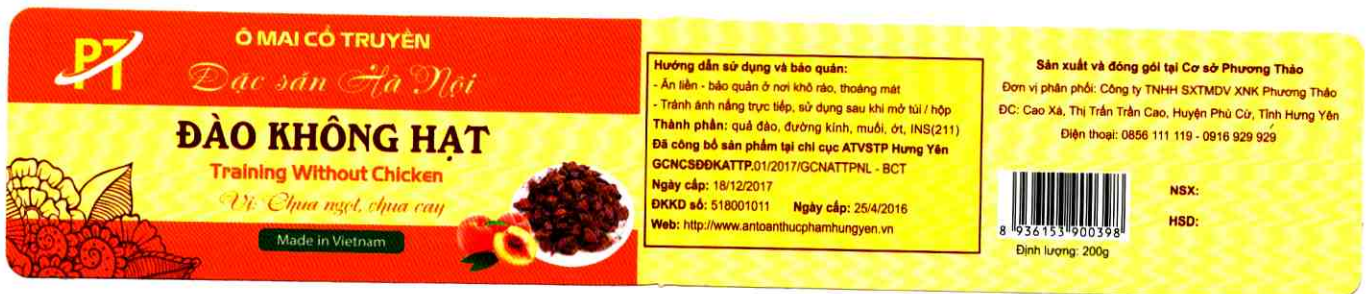 PT
Ô MAI CỔ TRUYỀN
Đặc sản Hà Nội
ĐÀO KHÔNG HẠT
Training Without Chicken
Vị: Chua ngọt, chua cay
Made in Vietnam
Hướng dẫn sử dụng và bảo quản:
- Ăn liền - bảo quản ở nơi khô ráo, thoáng mát
- Tránh ánh nắng trực tiếp, sử dụng sau khi mở túi / hộp
Thành phần: quả đào, đường kính, muối, ớt, INS(211)
Đã công bố sản phẩm tại chi cục ATVSTP Hưng Yên
GCNCSĐĐKATTP.01/2017/GCNATTPNL - BCT
Ngày cấp: 18/12/2017
ĐKKD số: 518001011 Ngày cấp: 25/4/2016
Web: http://www.antoanthucphamhungyen.vn
Sản xuất và đóng gói tại Cơ sở Phương Thảo
Đơn vị phân phối: Công ty TNHH SXTMDV XNK Phương Thảo
ĐC: Cao Xá, Thị Trấn Trần Cao, Huyện Phù Cừ, Tỉnh Hưng Yên
Điện thoại: 0856 111 119 - 0916 929 929
8 936153 900398
Định lượng: 200g
NSX:
HSD: